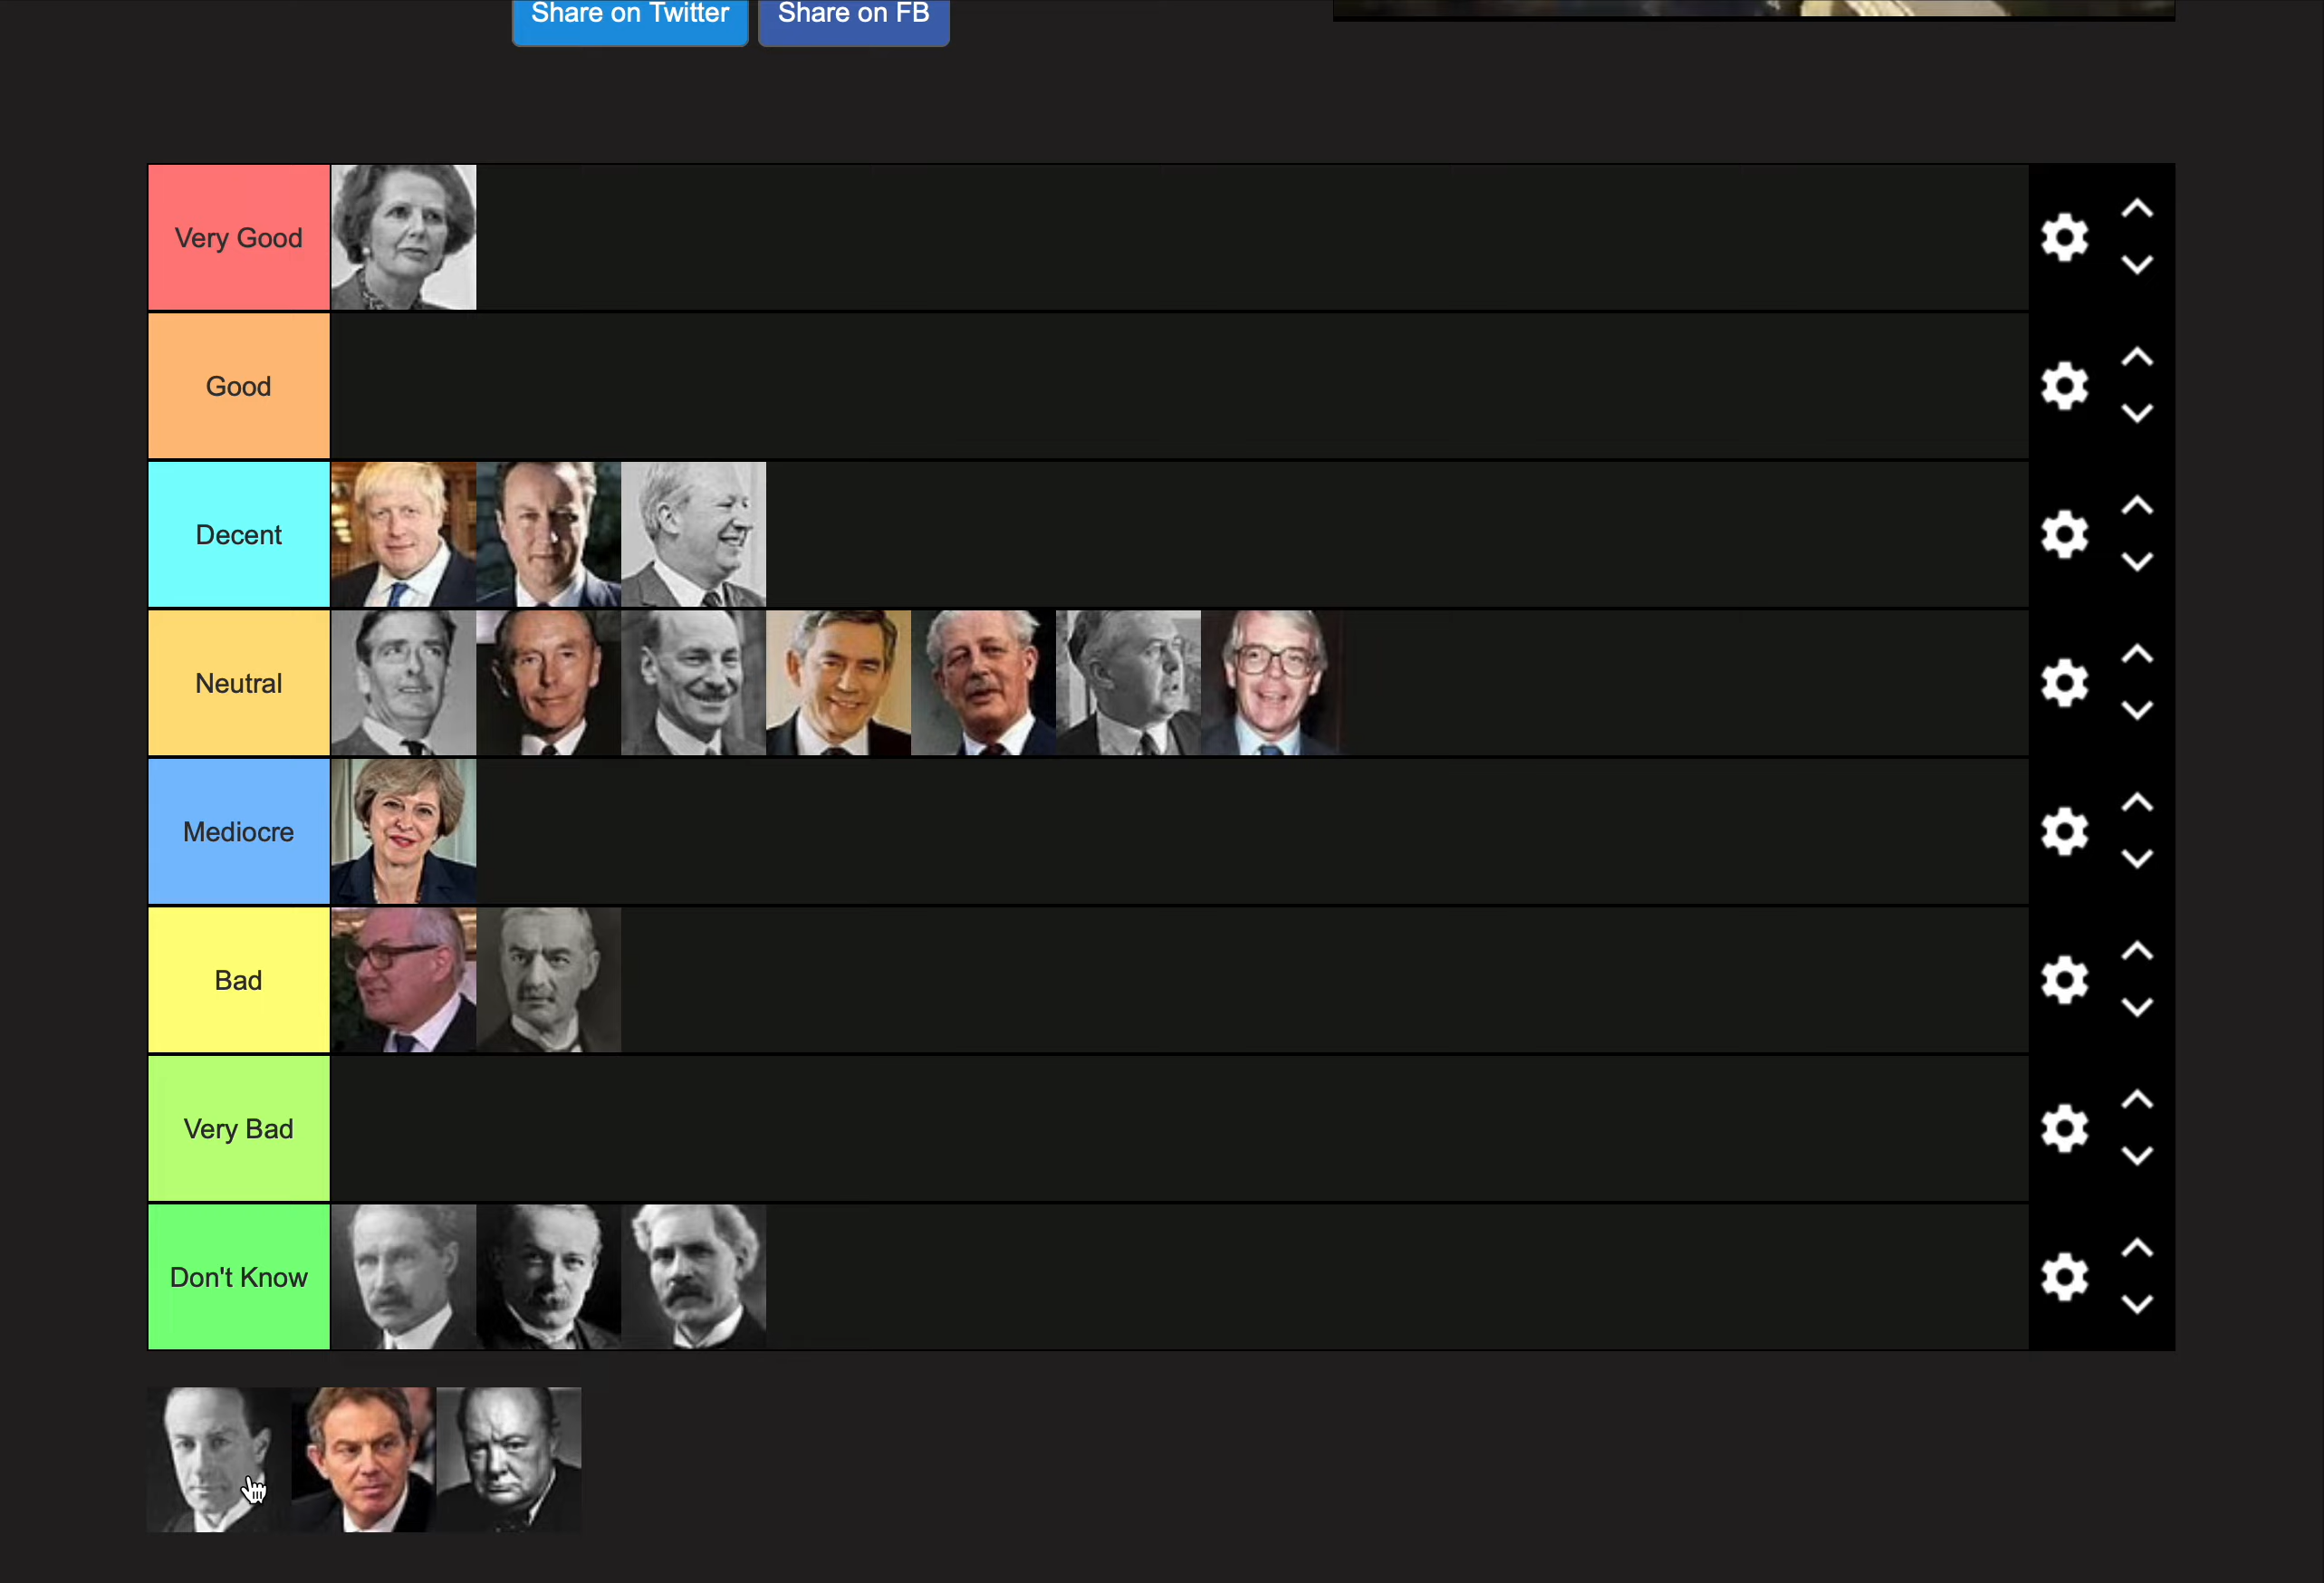 Share on Twitter
Share on FB
Very Good
Good
Decent
Neutral
Mediocre
Bad
Very Bad
Don't Know